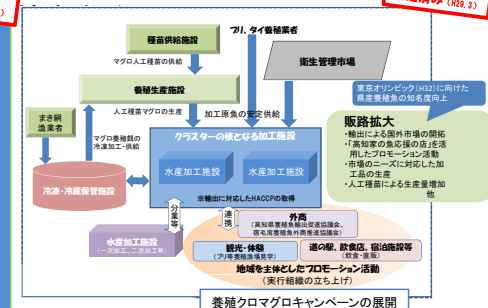 済み(H29.3)
種苗供給施設
ブリ、タイ養殖業者
マグロ人工種苗の供給
衛生管理市場
養殖生産施設
東京オリンピック(H32)に向けた
県産養殖魚の知名度向上
人工種苗マグロの生産
加工原魚の安定供給
まき網
漁業者
マグロ養殖餌の
冷凍加工・供給
クラスターの核となる加工施設
水産加工施設
水産加工施設
販路拡大
・輸出による国外市場の開拓
・「高知家の魚応援の店」を活
用したプロモーション活動
・市場のニーズに対応した加
工品の生産
・人工種苗による生産量増加
他
冷凍・冷蔵保管施設
※輸出に対応したHACCPの取得
分業等
連携
外商
(高知県養殖魚輸出促進協議会、
宿毛湾養殖魚外商推進協議会)
水産加工施設
(一次加工、二次加工等)
観光・体験
(ブリ等養殖漁場見学)
道の駅、飲食店、宿泊施設等
(飲食・直販)
地域を主体としたプロモーション活動
(実行組織の立ち上げ)
養殖クロマグロキャンペーンの展開